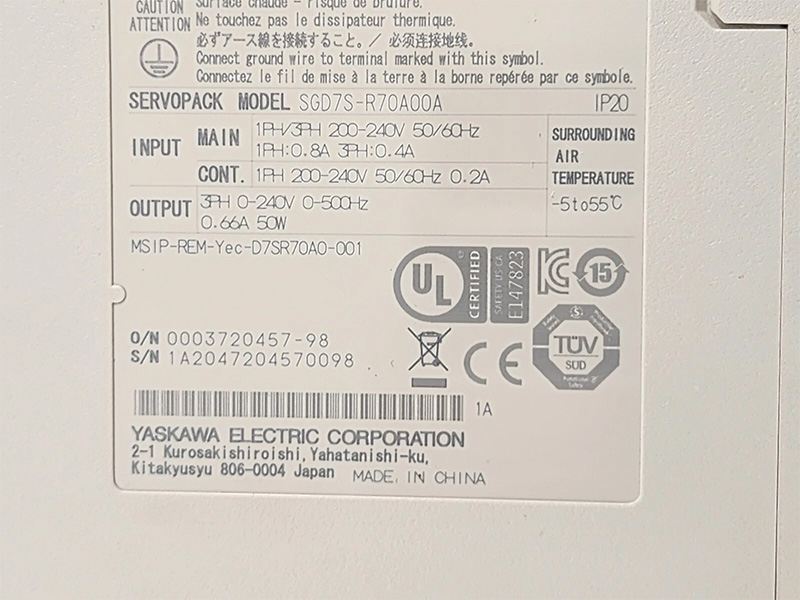 CAUTION Surface chaude - risque de brûlure.
ATTENTION Ne touchez pas le dissipateur thermique.
必ずアース線を接続すること。/ 必须连接地线.
Connect ground wire to terminal marked with this symbol.
Connectez le fil de mise à la terre à la borne repérée par ce symbole.
SERVOPACK MODEL SGD7S-R70A00A IP20
INPUT MAIN 1PH/3PH 200-240V 50/60Hz
1PH:0.8A 3PH:0.4A
CONT. 1PH 200-240V 50/60Hz 0.2A
SURROUNDING
AIR
TEMPERATURE
-5to55℃
OUTPUT 3PH 0-240V 0-500Hz
0.66A 50W
MSIP-REM-Yec-D7SR70A0-001
UL CERTIFIED SAFETY US CA E147823
KC 15
O/N 0003720457-98
S/N 1A2047204570098
CE
TÜV
SÜD
Functional
Safety
1A
YASKAWA ELECTRIC CORPORATION
2-1 Kurosakishiroishi, Yahatanishi-ku,
Kitakyusyu 806-0004 Japan MADE IN CHINA